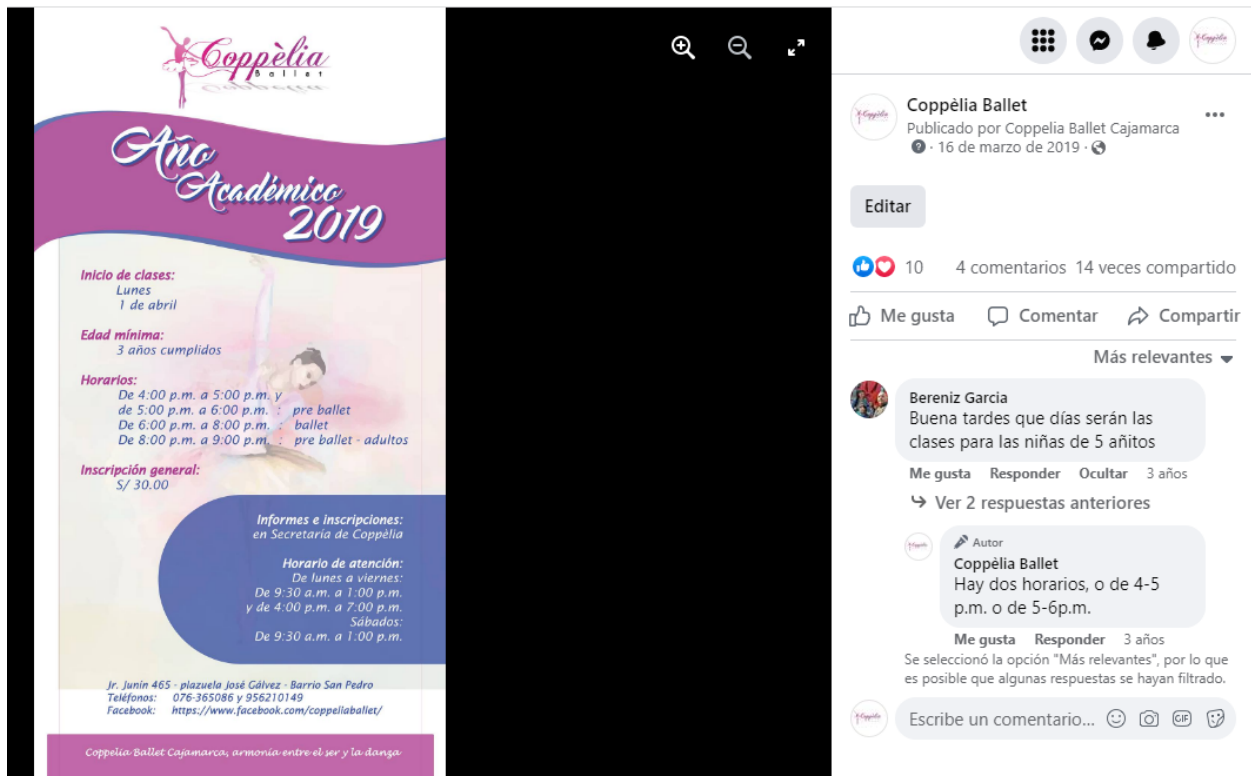 Coppèlia
Ballet
Año
Académico
2019
Inicio de clases:
Lunes
1 de abril
Edad mínima:
3 años cumplidos
Horarios:
De 4:00 p.m. a 5:00 p.m. y
de 5:00 p.m. a 6:00 p.m. : pre ballet
De 6:00 p.m. a 8:00 p.m. : ballet
De 8:00 p.m. a 9:00 p.m. : pre ballet - adultos
Inscripción general:
S/ 30.00
Informes e inscripciones:
en Secretaría de Coppèlia
Horario de atención:
De lunes a viernes:
De 9:30 a.m. a 1:00 p.m.
y de 4:00 p.m. a 7:00 p.m.
Sábados:
De 9:30 a.m. a 1:00 p.m.
Jr. Junín 465 - plazuela José Gálvez - Barrio San Pedro
Teléfonos: 076-365086 y 956210149
Facebook: https://www.facebook.com/coppeliaballet/
Coppelia Ballet Cajamarca, armonía entre el ser y la danza
Coppèlia Ballet
Publicado por Coppelia Ballet Cajamarca
· 16 de marzo de 2019 ·
Editar
10 4 comentarios 14 veces compartido
Me gusta Comentar Compartir
Más relevantes
Bereniz Garcia
Buena tardes que días serán las
clases para las niñas de 5 añitos
Me gusta Responder Ocultar 3 años
Ver 2 respuestas anteriores
Autor
Coppèlia Ballet
Hay dos horarios, o de 4-5
p.m. o de 5-6p.m.
Me gusta Responder 3 años
Se seleccionó la opción "Más relevantes", por lo que
es posible que algunas respuestas se hayan filtrado.
Escribe un comentario... GIF